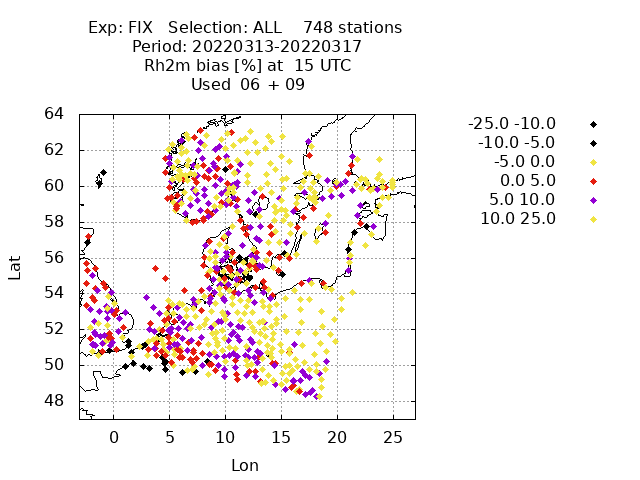 Exp: FIX   Selection: ALL    748 stations
Period: 20220313-20220317
Rh2m bias [%] at  15 UTC
Used  06 + 09
64
62
60
58
56
54
52
50
48
Lat
0 5 10 15 20 25
Lon
-25.0 -10.0
-10.0 -5.0
-5.0 0.0
0.0 5.0
5.0 10.0
10.0 25.0